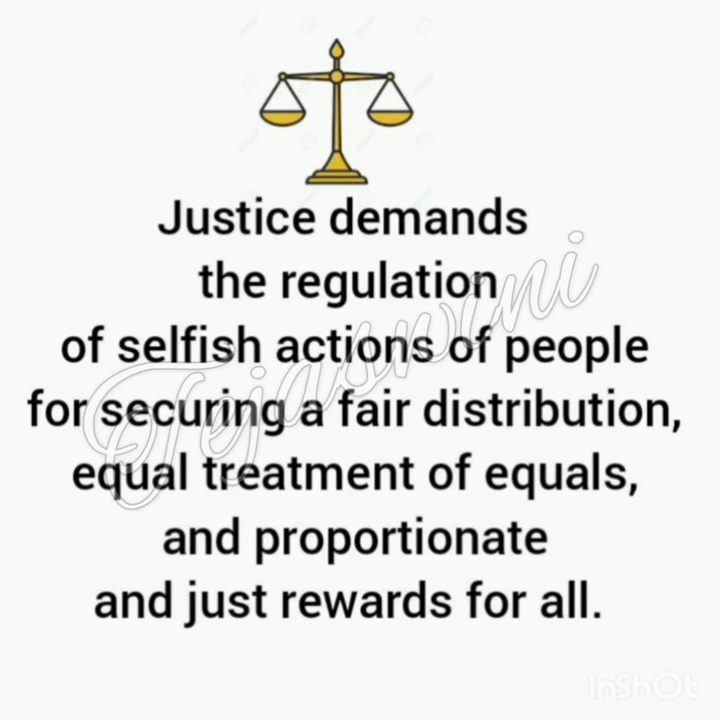 Justice demands
the regulation
of selfish actions of people
for securing a fair distribution,
equal treatment of equals,
and proportionate
and just rewards for all.
Tejaswini
InShOt